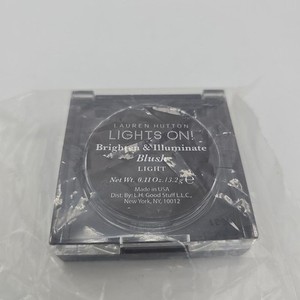 LAUREN HUTTON
LIGHTS ON!
Brighten & Illuminate
Blush
LIGHT
Net Wt. 0.11 Oz. / 3.2 g e
Made in USA
Dist. By: L.H. Good Stuff L.L.C.,
New York, NY, 10012